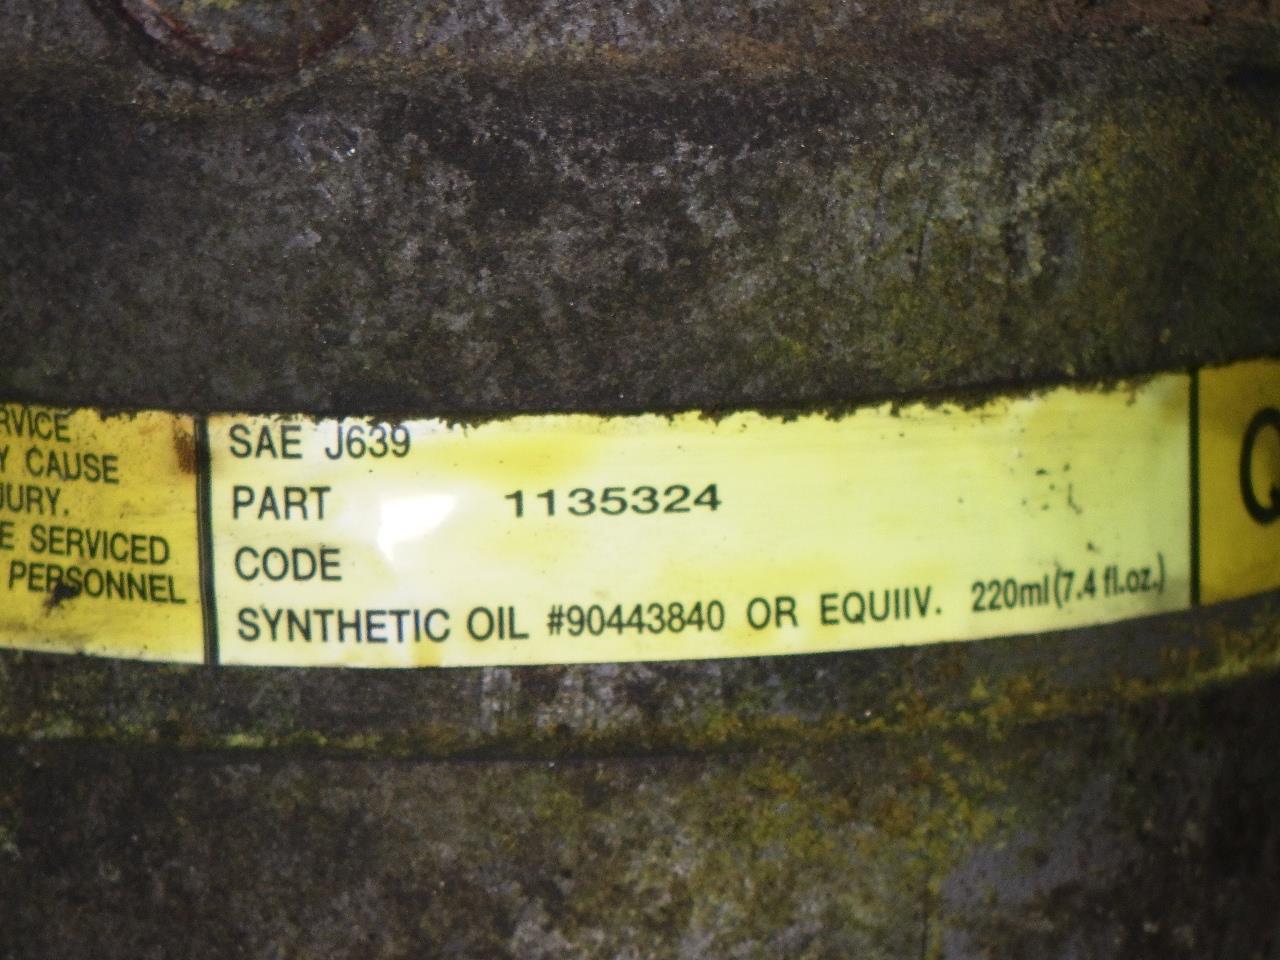 RVICE
Y CAUSE
JURY.
E SERVICED
PERSONNEL
SAE J639
PART 1135324
CODE
SYNTHETIC OIL #90443840 OR EQUIIV. 220ml(7.4 fl.oz.)
Q